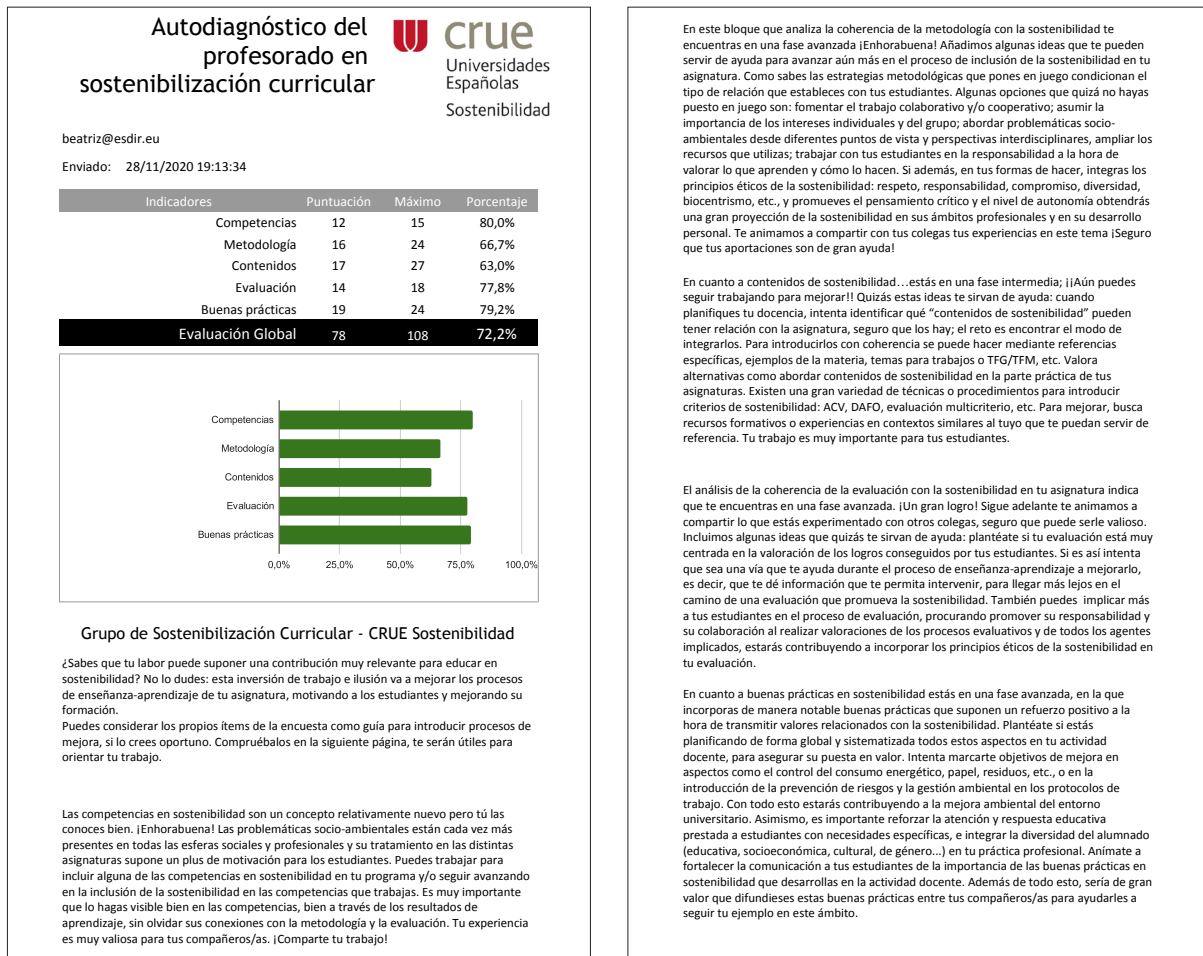 Autodiagnóstico del
profesorado en
sostenibilización curricular
crue
Universidades
Españolas
Sostenibilidad
beatriz@esdir.eu
Enviado: 28/11/2020 19:13:34
Indicadores Puntuación Máximo Porcentaje
Competencias 12 15 80,0%
Metodología 16 24 66,7%
Contenidos 17 27 63,0%
Evaluación 14 18 77,8%
Buenas prácticas 19 24 79,2%
Evaluación Global 78 108 72,2%
Competencias
Metodología
Contenidos
Evaluación
Buenas prácticas
0,0% 25,0% 50,0% 75,0% 100,0%
Grupo de Sostenibilización Curricular - CRUE Sostenibilidad
¿Sabes que tu labor puede suponer una contribución muy relevante para educar en
sostenibilidad? No lo dudes: esta inversión de trabajo e ilusión va a mejorar los procesos
de enseñanza-aprendizaje de tu asignatura, motivando a los estudiantes y mejorando su
formación.
Puedes considerar los propios ítems de la encuesta como guía para introducir procesos de
mejora, si lo crees oportuno. Compruébalos en la siguiente página, te serán útiles para
orientar tu trabajo.
Las competencias en sostenibilidad son un concepto relativamente nuevo pero tú las
conoces bien. ¡Enhorabuena! Las problemáticas socio-ambientales están cada vez más
presentes en todas las esferas sociales y profesionales y su tratamiento en las distintas
asignaturas supone un plus de motivación para los estudiantes. Puedes trabajar para
incluir alguna de las competencias en sostenibilidad en tu programa y/o seguir avanzando
en la inclusión de la sostenibilidad en las competencias que trabajas. Es muy importante
que lo hagas visible bien en las competencias, bien a través de los resultados de
aprendizaje, sin olvidar sus conexiones con la metodología y la evaluación. Tu experiencia
es muy valiosa para tus compañeros/as. ¡Comparte tu trabajo!
En este bloque que analiza la coherencia de la metodología con la sostenibilidad te
encuentras en una fase avanzada ¡Enhorabuena! Añadimos algunas ideas que te pueden
servir de ayuda para avanzar aún más en el proceso de inclusión de la sostenibilidad en tu
asignatura. Como sabes las estrategias metodológicas que pones en juego condicionan el
tipo de relación que estableces con tus estudiantes. Algunas opciones que quizá no hayas
puesto en juego son: fomentar el trabajo colaborativo y/o cooperativo; asumir la
importancia de los intereses individuales y del grupo; abordar problemáticas socio-
ambientales desde diferentes puntos de vista y perspectivas interdisciplinares, ampliar los
recursos que utilizas; trabajar con tus estudiantes en la responsabilidad a la hora de
valorar lo que aprenden y cómo lo hacen. Si además, en tus formas de hacer, integras los
principios éticos de la sostenibilidad: respeto, responsabilidad, compromiso, diversidad,
biocentrismo, etc., y promueves el pensamiento crítico y el nivel de autonomía obtendrás
una gran proyección de la sostenibilidad en sus ámbitos profesionales y en su desarrollo
personal. Te animamos a compartir con tus colegas tus experiencias en este tema ¡Seguro
que tus aportaciones son de gran ayuda!
En cuanto a contenidos de sostenibilidad…estás en una fase intermedia; ¡¡Aún puedes
seguir trabajando para mejorar!! Quizás estas ideas te sirvan de ayuda: cuando
planifiques tu docencia, intenta identificar qué “contenidos de sostenibilidad” pueden
tener relación con la asignatura, seguro que los hay; el reto es encontrar el modo de
integrarlos. Para introducirlos con coherencia se puede hacer mediante referencias
específicas, ejemplos de la materia, temas para trabajos o TFG/TFM, etc. Valora
alternativas como abordar contenidos de sostenibilidad en la parte práctica de tus
asignaturas. Existen una gran variedad de técnicas o procedimientos para introducir
criterios de sostenibilidad: ACV, DAFO, evaluación multicriterio, etc. Para mejorar, busca
recursos formativos o experiencias en contextos similares al tuyo que te puedan servir de
referencia. Tu trabajo es muy importante para tus estudiantes.
El análisis de la coherencia de la evaluación con la sostenibilidad en tu asignatura indica
que te encuentras en una fase avanzada. ¡Un gran logro! Sigue adelante te animamos a
compartir lo que estás experimentado con otros colegas, seguro que puede serle valioso.
Incluimos algunas ideas que quizás te sirvan de ayuda: plantéate si tu evaluación está muy
centrada en la valoración de los logros conseguidos por tus estudiantes. Si es así intenta
que sea una vía que te ayuda durante el proceso de enseñanza-aprendizaje a mejorarlo,
es decir, que te dé información que te permita intervenir, para llegar más lejos en el
camino de una evaluación que promueva la sostenibilidad. También puedes implicar más
a tus estudiantes en el proceso de evaluación, procurando promover su responsabilidad y
su colaboración al realizar valoraciones de los procesos evaluativos y de todos los agentes
implicados, estarás contribuyendo a incorporar los principios éticos de la sostenibilidad en
tu evaluación.
En cuanto a buenas prácticas en sostenibilidad estás en una fase avanzada, en la que
incorporas de manera notable buenas prácticas que suponen un refuerzo positivo a la
hora de transmitir valores relacionados con la sostenibilidad. Plantéate si estás
planificando de forma global y sistematizada todos estos aspectos en tu actividad
docente, para asegurar su puesta en valor. Intenta marcarte objetivos de mejora en
aspectos como el control del consumo energético, papel, residuos, etc., o en la
introducción de la prevención de riesgos y la gestión ambiental en los protocolos de
trabajo. Con todo esto estarás contribuyendo a la mejora ambiental del entorno
universitario. Asimismo, es importante reforzar la atención y respuesta educativa
prestada a estudiantes con necesidades específicas, e integrar la diversidad del alumnado
(educativa, socioeconómica, cultural, de género...) en tu práctica profesional. Anímate a
fortalecer la comunicación a tus estudiantes de la importancia de las buenas prácticas en
sostenibilidad que desarrollas en la actividad docente. Además de todo esto, sería de gran
valor que difundieses estas buenas prácticas entre tus compañeros/as para ayudarles a
seguir tu ejemplo en este ámbito.